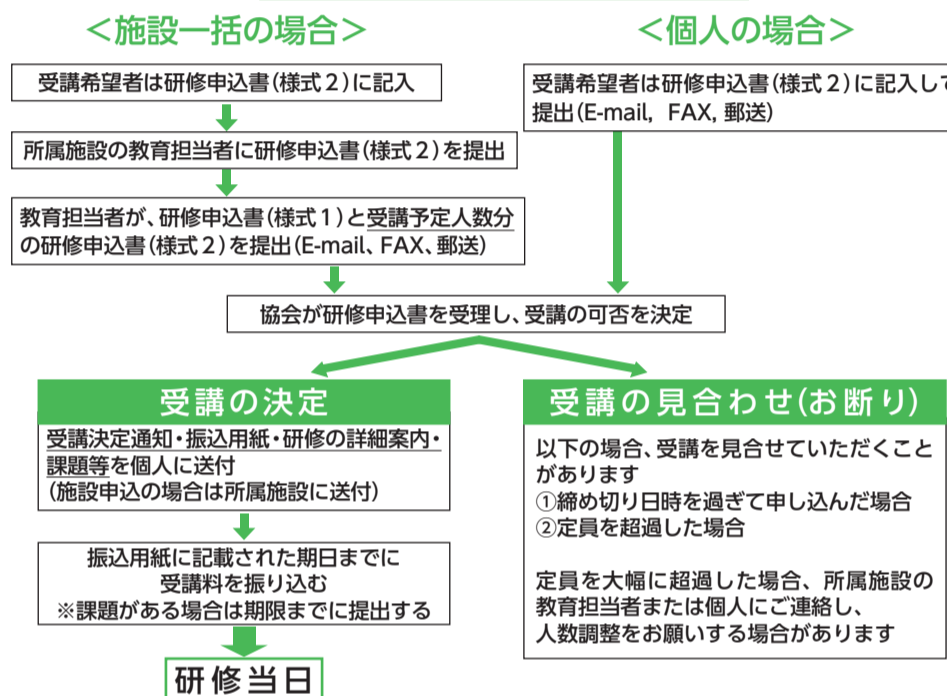 ＜施設一括の場合＞
受講希望者は研修申込書(様式２)に記入
所属施設の教育担当者に研修申込書(様式２)を提出
教育担当者が、研修申込書(様式１)と受講予定人数分
の研修申込書(様式２)を提出(E-mail、FAX、郵送)
＜個人の場合＞
受講希望者は研修申込書(様式２)に記入して
提出(E-mail, FAX, 郵送)
協会が研修申込書を受理し、受講の可否を決定
受講の決定
受講決定通知・振込用紙・研修の詳細案内・
課題等を個人に送付
(施設申込の場合は所属施設に送付)
振込用紙に記載された期日までに
受講料を振り込む
※課題がある場合は期限までに提出する
研修当日
受講の見合わせ(お断り)
以下の場合、受講を見合せていただくこと
があります
①締め切り日時を過ぎて申し込んだ場合
②定員を超過した場合
定員を大幅に超過した場合、所属施設の
教育担当者または個人にご連絡し、
人数調整をお願いする場合があります